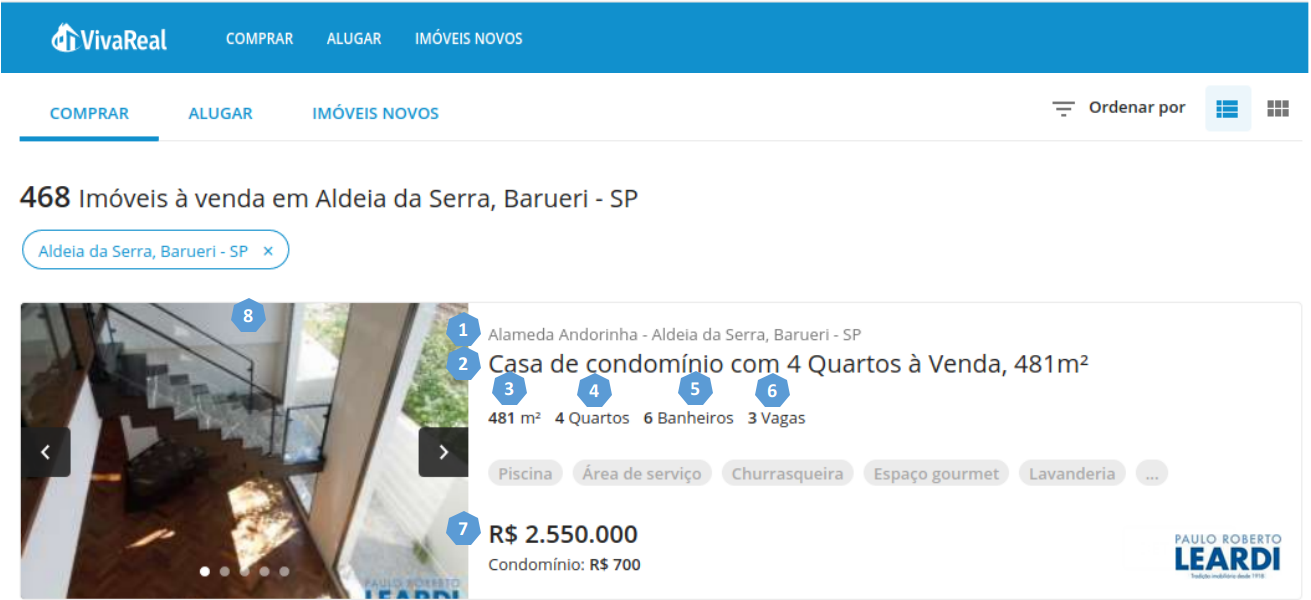 VivaReal COMPRAR ALUGAR IMÓVEIS NOVOS
COMPRAR ALUGAR IMÓVEIS NOVOS Ordenar por
468 Imóveis à venda em Aldeia da Serra, Barueri - SP
Aldeia da Serra, Barueri - SP ×
8
1 Alameda Andorinha - Aldeia da Serra, Barueri - SP
2 Casa de condomínio com 4 Quartos à Venda, 481m²
3 4 5 6
481 m² 4 Quartos 6 Banheiros 3 Vagas
Piscina Área de serviço Churrasqueira Espaço gourmet Lavanderia ...
7 R$ 2.550.000
Condomínio: R$ 700
PAULO ROBERTO
LEARDI
Tradição imobiliária desde 1918
PAULO ROBERTO
LEARDI